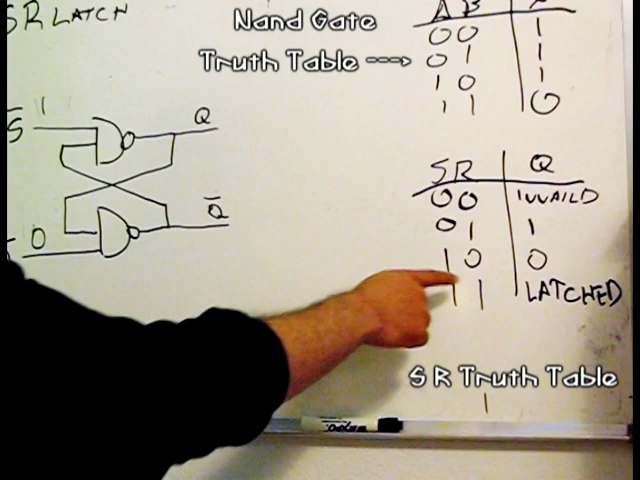 SR LATCH
Nand Gate
Truth Table --->
A B
0 0 1
0 1 1
1 0 1
1 1 0
S 1 Q
0 Q
S R Q
0 0 INVAILD
0 1 1
1 0 0
1 1 LATCHED
S R Truth Table